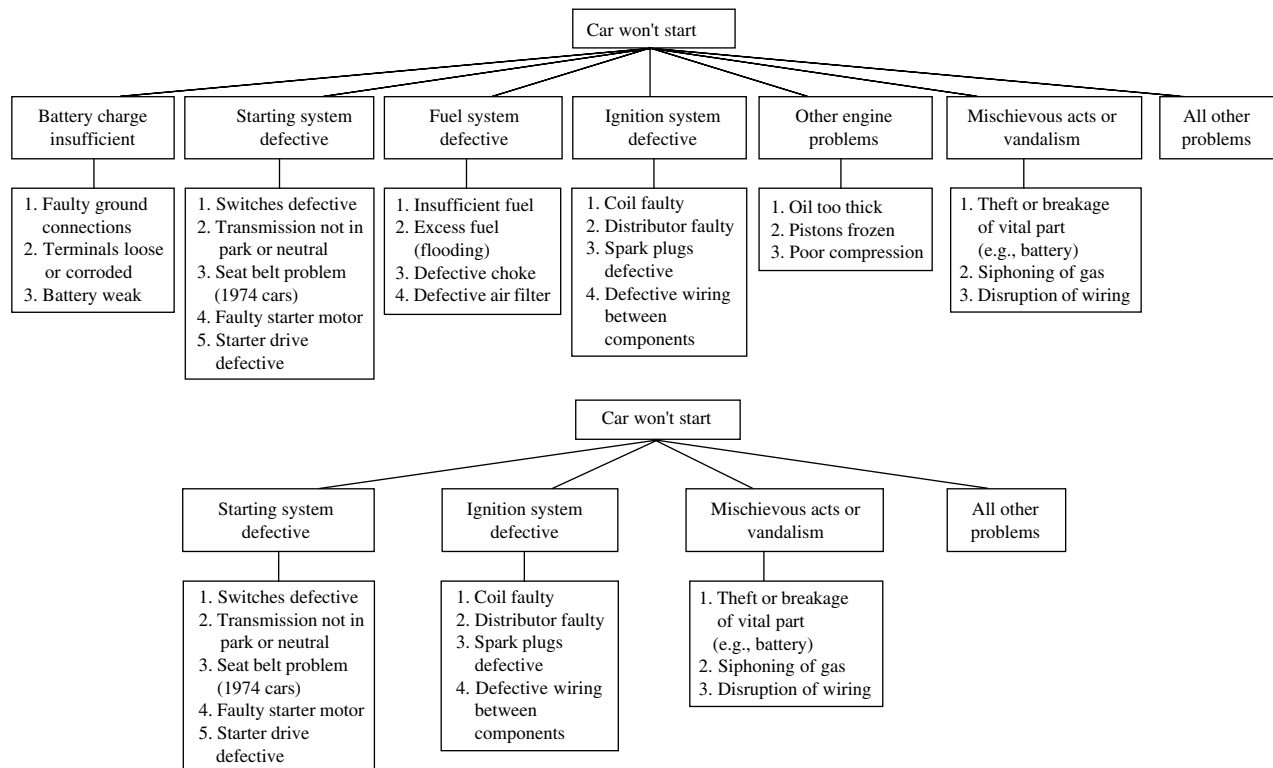 Car won't start
Battery charge
insufficient
Starting system
defective
Fuel system
defective
Ignition system
defective
Other engine
problems
Mischievous acts or
vandalism
All other
problems
1. Faulty ground
connections
2. Terminals loose
or corroded
3. Battery weak
1. Switches defective
2. Transmission not in
park or neutral
3. Seat belt problem
(1974 cars)
4. Faulty starter motor
5. Starter drive
defective
1. Insufficient fuel
2. Excess fuel
(flooding)
3. Defective choke
4. Defective air filter
1. Coil faulty
2. Distributor faulty
3. Spark plugs
defective
4. Defective wiring
between
components
1. Oil too thick
2. Pistons frozen
3. Poor compression
1. Theft or breakage
of vital part
(e.g., battery)
2. Siphoning of gas
3. Disruption of wiring
Car won't start
Starting system
defective
Ignition system
defective
Mischievous acts or
vandalism
All other
problems
1. Switches defective
2. Transmission not in
park or neutral
3. Seat belt problem
(1974 cars)
4. Faulty starter motor
5. Starter drive
defective
1. Coil faulty
2. Distributor faulty
3. Spark plugs
defective
4. Defective wiring
between
components
1. Theft or breakage
of vital part
(e.g., battery)
2. Siphoning of gas
3. Disruption of wiring